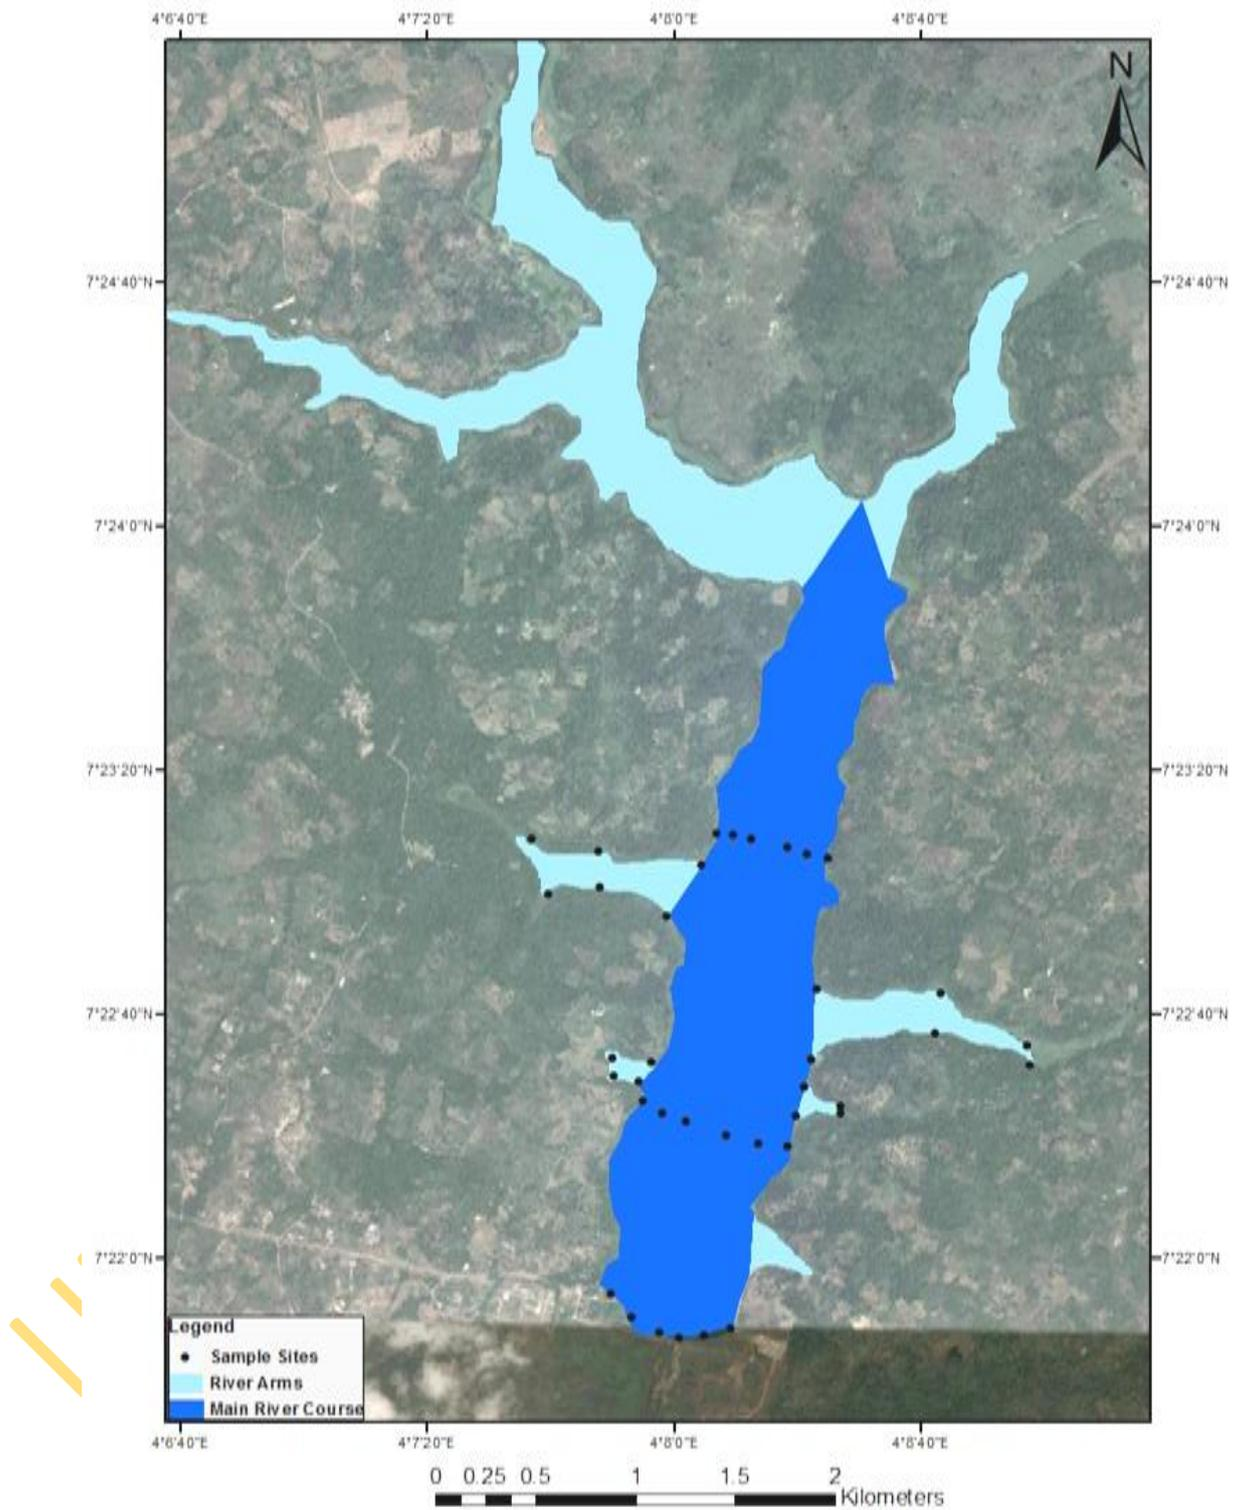 4°6'40"E 4°7'20"E 4°8'0"E 4°8'40"E
N
7°24'40"N 7°24'40"N
7°24'0"N 7°24'0"N
7°23'20"N 7°23'20"N
7°22'40"N 7°22'40"N
7°22'0"N 7°22'0"N
Legend
Sample Sites
River Arms
Main River Course
4°6'40"E 4°7'20"E 4°8'0"E 4°8'40"E
0 0.25 0.5 1 1.5 2
Kilometers